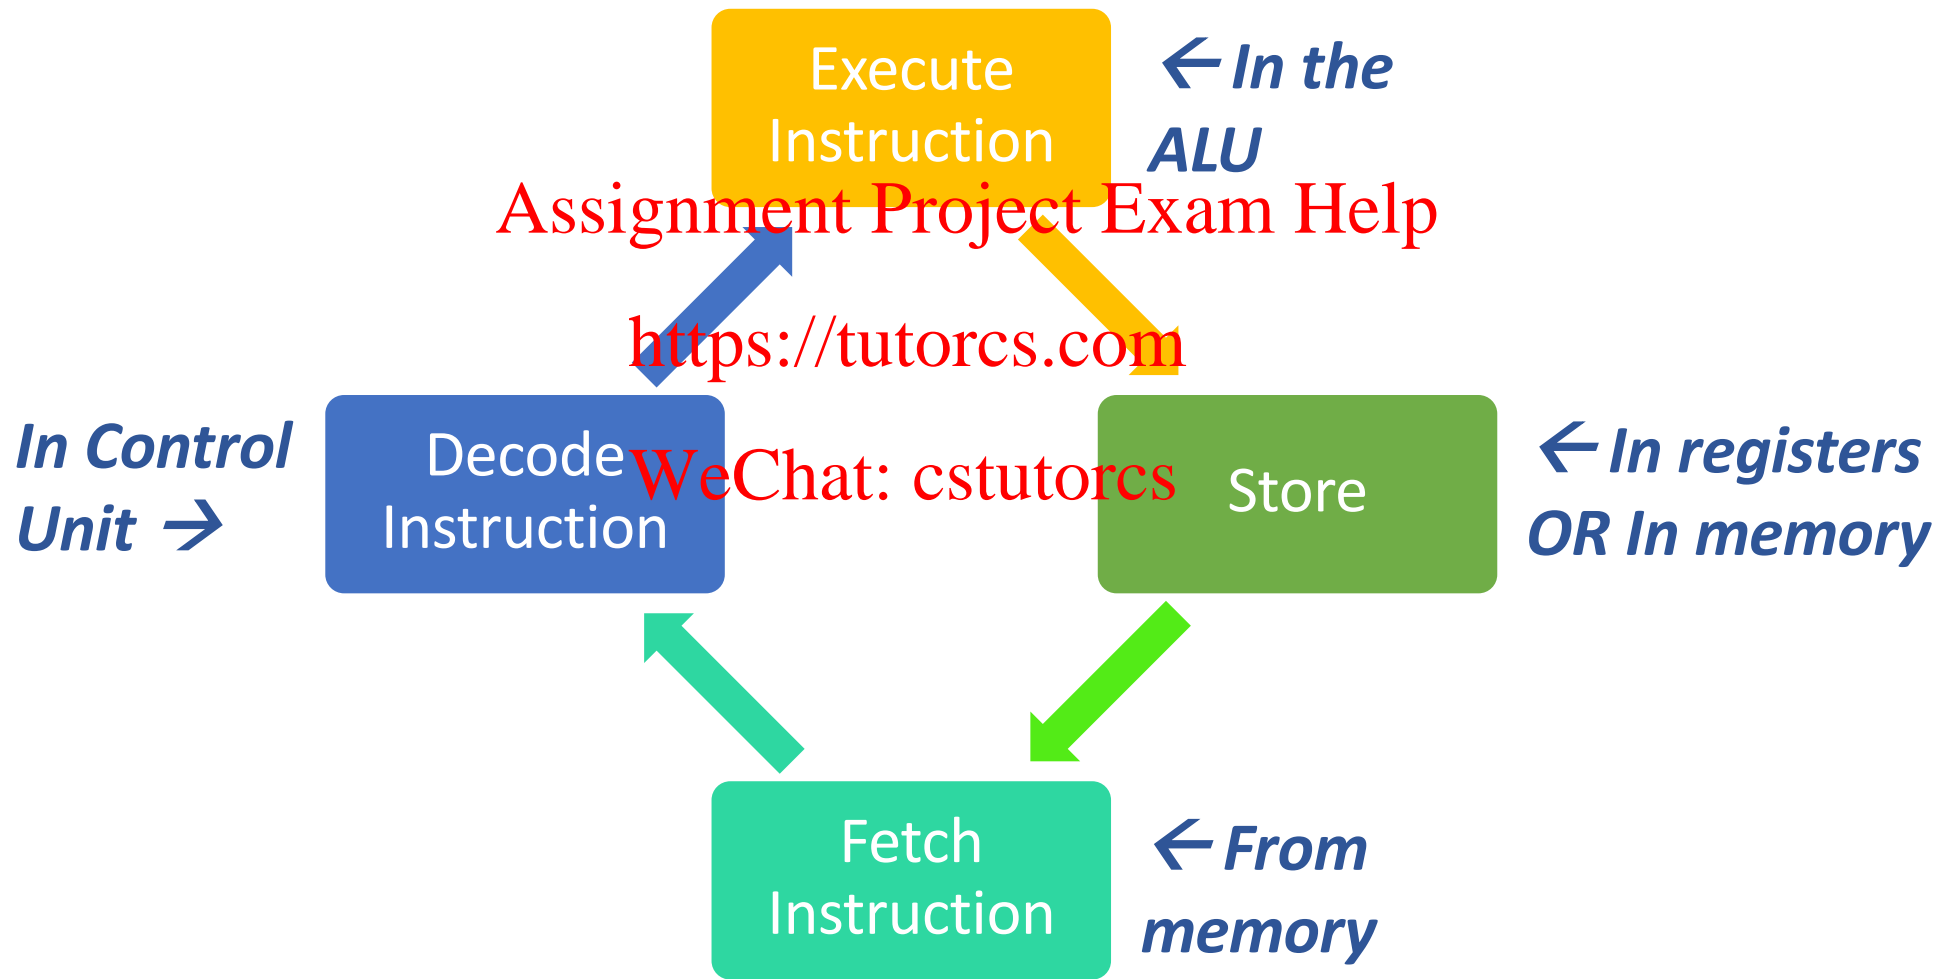 Execute
Instruction
← In the
ALU
Assignment Project Exam Help
https://tutorcs.com
In Control
Unit →
Decode
Instruction
WeChat: cstutorcs
Store
← In registers
OR In memory
Fetch
Instruction
← From
memory